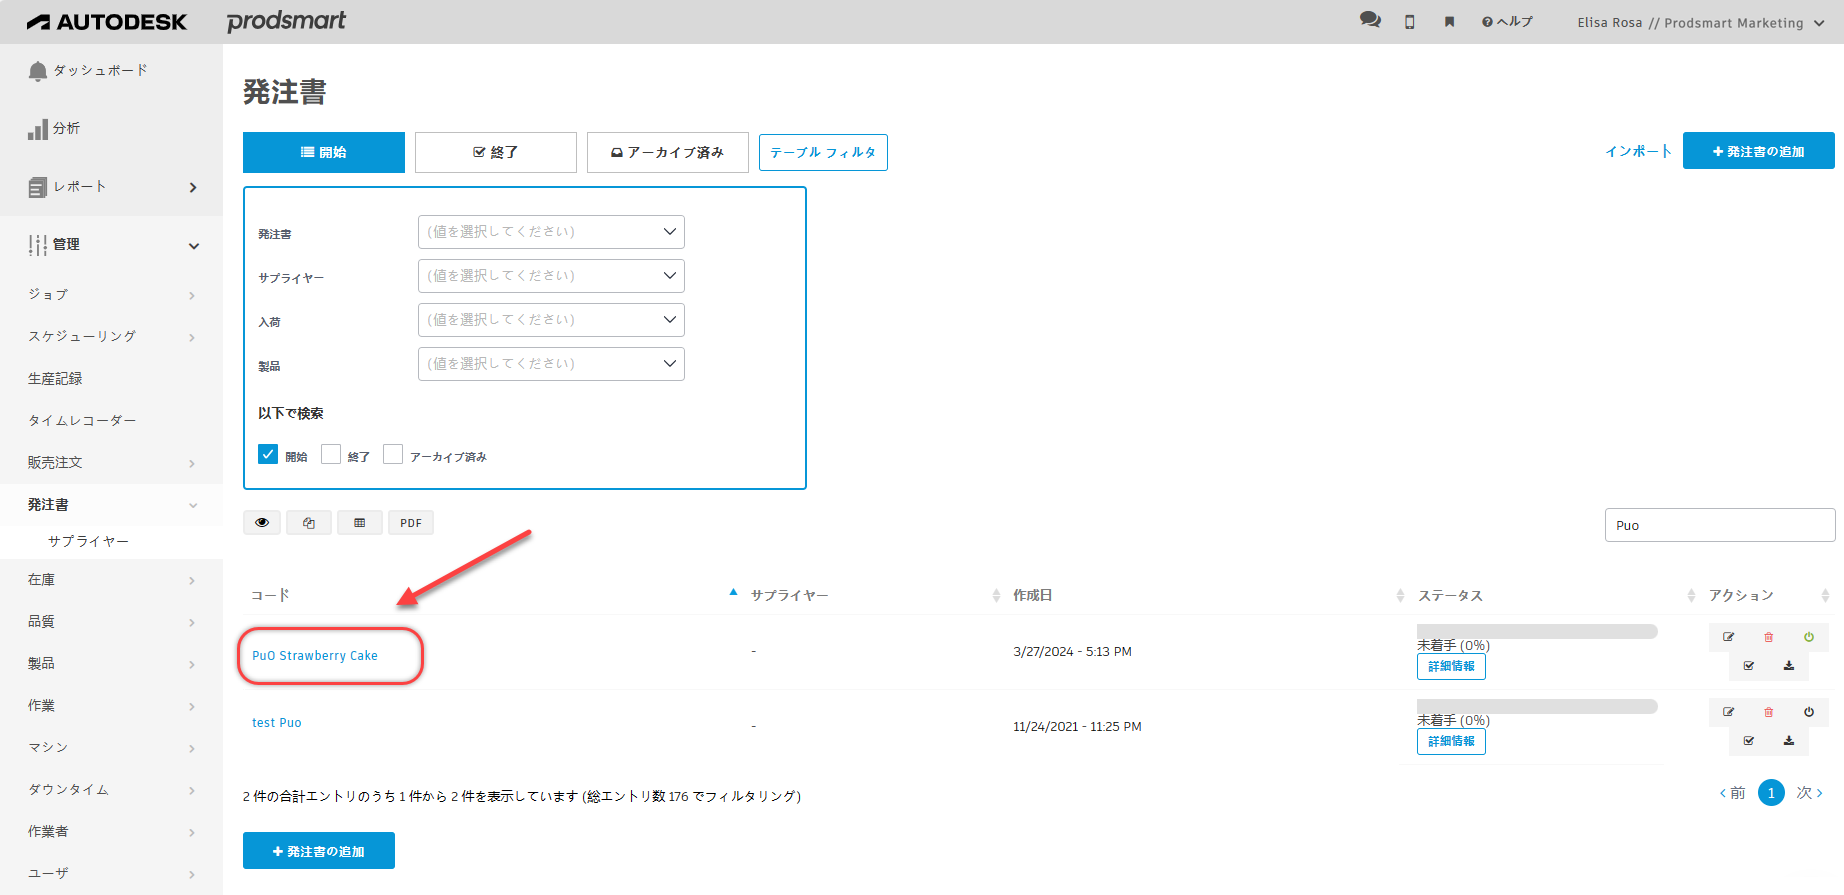 AUTODESK prodsmart
ヘルプ Elisa Rosa // Prodsmart Marketing
ダッシュボード
分析
レポート
管理
ジョブ
スケジューリング
生産記録
タイムレコーダー
販売注文
発注書
サプライヤー
在庫
品質
製品
作業
マシン
ダウンタイム
作業者
ユーザ
発注書
開始 終了 アーカイブ済み テーブル フィルタ インポート + 発注書の追加
発注書 (値を選択してください)
サプライヤー (値を選択してください)
入荷 (値を選択してください)
製品 (値を選択してください)
以下で検索
開始 終了 アーカイブ済み
PDF Puo
コード サプライヤー 作成日 ステータス アクション
PuO Strawberry Cake - 3/27/2024 - 5:13 PM 未着手 (0%)
詳細情報
test Puo - 11/24/2021 - 11:25 PM 未着手 (0%)
詳細情報
2 件の合計エントリのうち 1 件から 2 件を表示しています (総エントリ数 176 でフィルタリング) ‹ 前 1 次 ›
+ 発注書の追加